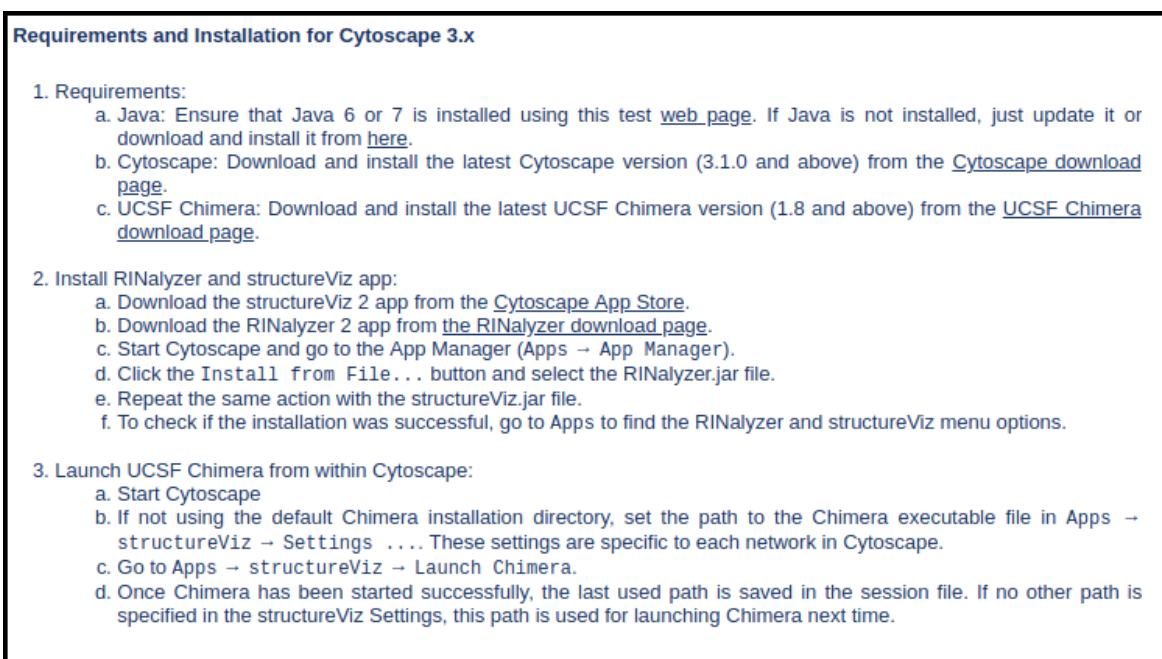 Requirements and Installation for Cytoscape 3.x
1. Requirements:
a. Java: Ensure that Java 6 or 7 is installed using this test web page. If Java is not installed, just update it or
download and install it from here.
b. Cytoscape: Download and install the latest Cytoscape version (3.1.0 and above) from the Cytoscape download
page.
c. UCSF Chimera: Download and install the latest UCSF Chimera version (1.8 and above) from the UCSF Chimera
download page.
2. Install RINalyzer and structureViz app:
a. Download the structureViz 2 app from the Cytoscape App Store.
b. Download the RINalyzer 2 app from the RINalyzer download page.
c. Start Cytoscape and go to the App Manager (Apps → App Manager).
d. Click the Install from File... button and select the RINalyzer.jar file.
e. Repeat the same action with the structureViz.jar file.
f. To check if the installation was successful, go to Apps to find the RINalyzer and structureViz menu options.
3. Launch UCSF Chimera from within Cytoscape:
a. Start Cytoscape
b. If not using the default Chimera installation directory, set the path to the Chimera executable file in Apps →
structureViz → Settings .... These settings are specific to each network in Cytoscape.
c. Go to Apps → structureViz → Launch Chimera.
d. Once Chimera has been started successfully, the last used path is saved in the session file. If no other path is
specified in the structureViz Settings, this path is used for launching Chimera next time.